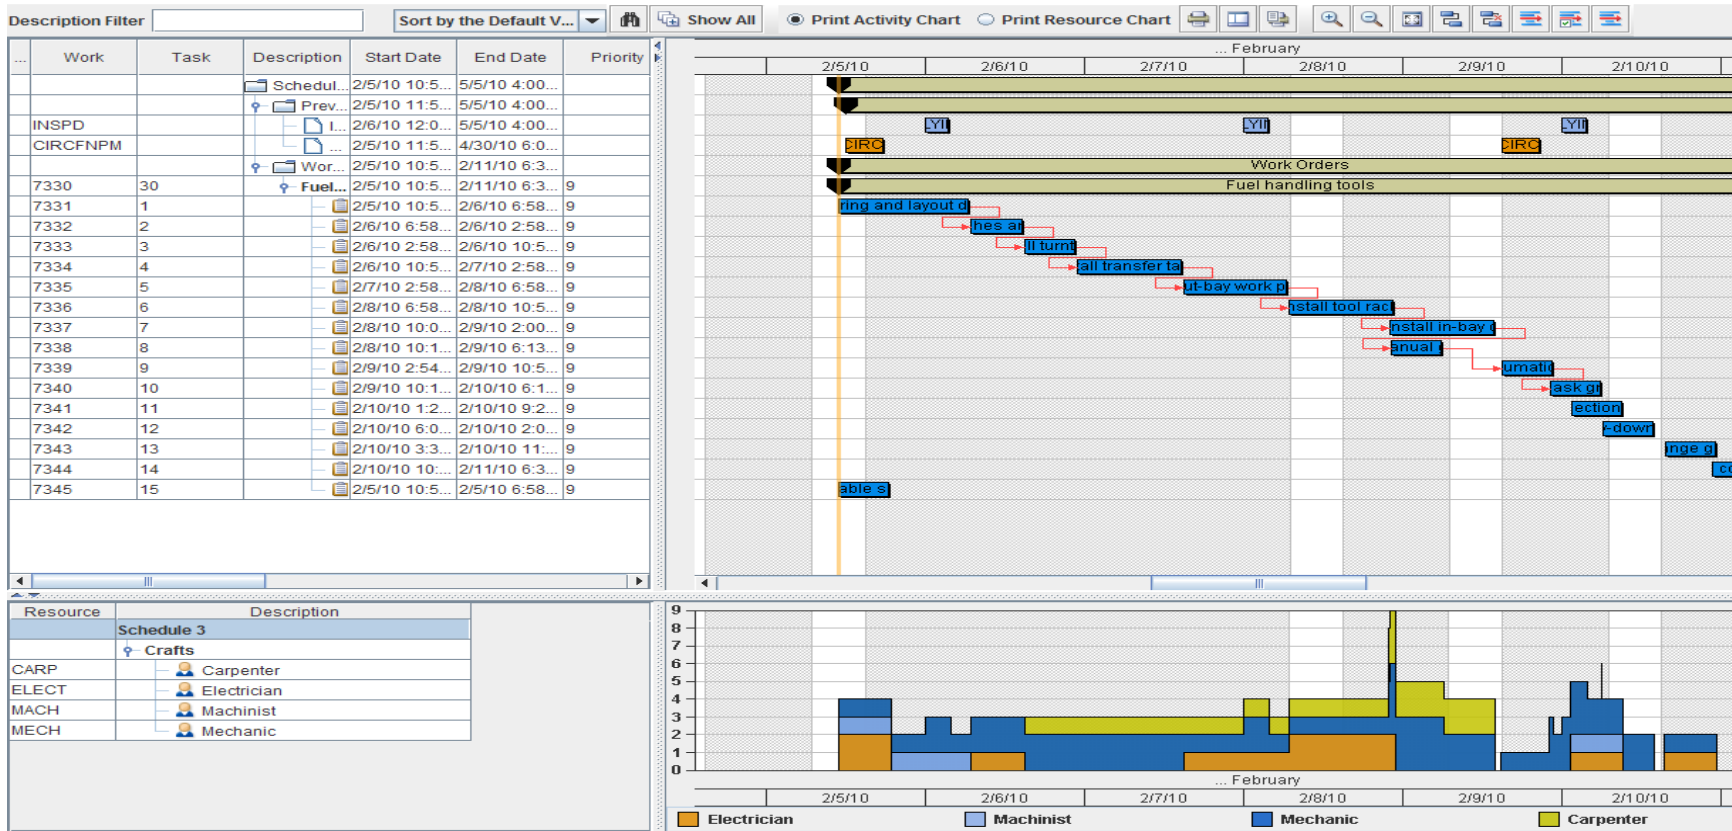 Description Filter Sort by the Default V... Show All Print Activity Chart Print Resource Chart
... Work Task Description Start Date End Date Priority
Schedul... 2/5/10 10:5... 5/5/10 4:00...
Prev... 2/5/10 11:5... 5/5/10 4:00...
INSPD I... 2/6/10 12:0... 5/5/10 4:00...
CIRCFNPM ... 2/5/10 11:5... 4/30/10 6:0...
Wor... 2/5/10 10:5... 2/11/10 6:3...
7330 30 Fuel... 2/5/10 10:5... 2/11/10 6:3... 9
7331 1 2/5/10 10:5... 2/6/10 6:58... 9
7332 2 2/6/10 6:58... 2/6/10 2:58... 9
7333 3 2/6/10 2:58... 2/6/10 10:5... 9
7334 4 2/6/10 10:5... 2/7/10 2:58... 9
7335 5 2/7/10 2:58... 2/8/10 6:58... 9
7336 6 2/8/10 6:58... 2/8/10 10:5... 9
7337 7 2/8/10 10:0... 2/9/10 2:00... 9
7338 8 2/8/10 10:1... 2/9/10 6:13... 9
7339 9 2/9/10 2:54... 2/9/10 10:5... 9
7340 10 2/9/10 10:1... 2/10/10 6:1... 9
7341 11 2/10/10 1:2... 2/10/10 9:2... 9
7342 12 2/10/10 6:0... 2/10/10 2:0... 9
7343 13 2/10/10 3:3... 2/10/10 11:... 9
7344 14 2/10/10 10:... 2/11/10 6:3... 9
7345 15 2/5/10 10:5... 2/5/10 6:58... 9
... February
2/5/10 2/6/10 2/7/10 2/8/10 2/9/10 2/10/10
CIRC CIRC
Work Orders
Fuel handling tools
ring and layout d
hes an
ll turnt
all transfer ta
ut-bay work p
nstall tool rac
nstall in-bay
anual
umatic
ask gr
ection
-down
nge g
co
able s
Resource Description
Schedule 3
Crafts
CARP Carpenter
ELECT Electrician
MACH Machinist
MECH Mechanic
9
8
7
6
5
4
3
2
1
0
... February
2/5/10 2/6/10 2/7/10 2/8/10 2/9/10 2/10/10
Electrician Machinist Mechanic Carpenter